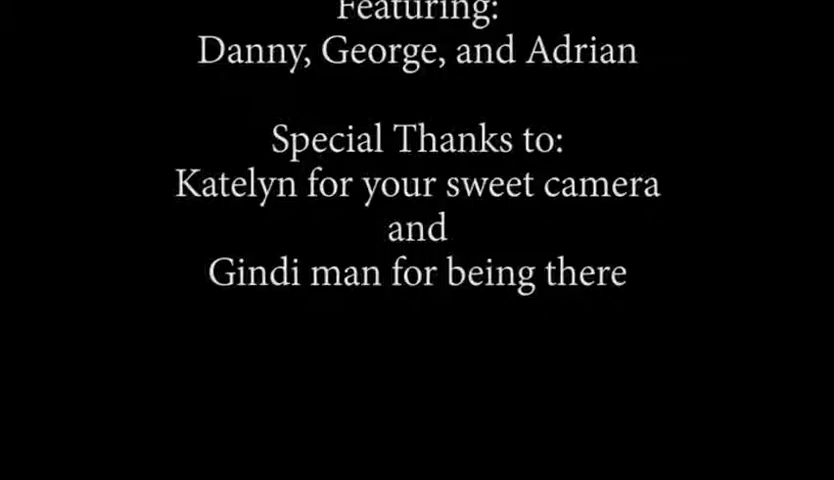 Featuring:
Danny, George, and Adrian
Special Thanks to:
Katelyn for your sweet camera
and
Gindi man for being there